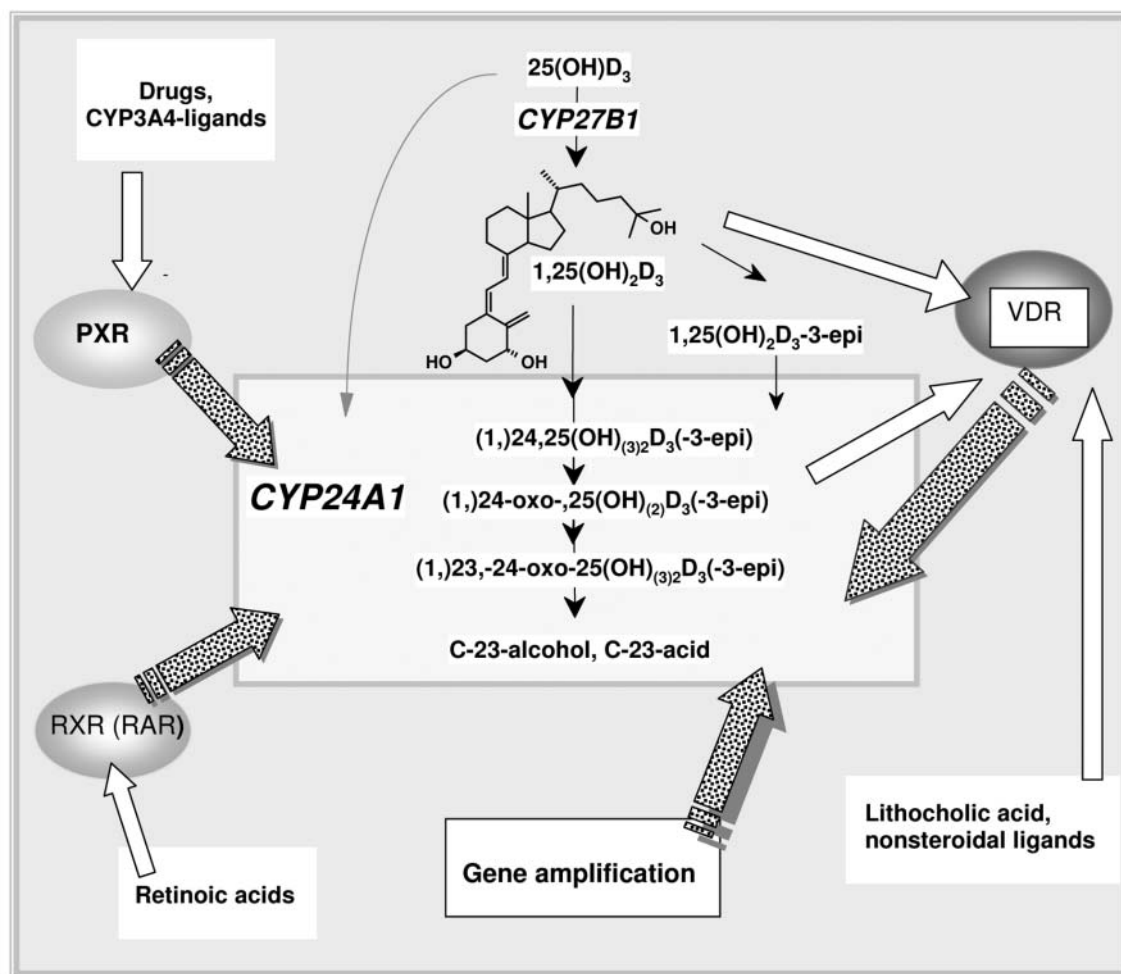 Drugs,
CYP3A4-ligands
25(OH)D₃
CYP27B1
OH
1,25(OH)₂D₃
HO
OH
PXR
VDR
1,25(OH)₂D₃-3-epi
(1,)24,25(OH)₍₃₎₂D₃(-3-epi)
CYP24A1
(1,)24-oxo-,25(OH)₍₂₎D₃(-3-epi)
(1,)23,-24-oxo-25(OH)₍₃₎₂D₃(-3-epi)
C-23-alcohol, C-23-acid
RXR (RAR)
Retinoic acids
Gene amplification
Lithocholic acid,
nonsteroidal ligands